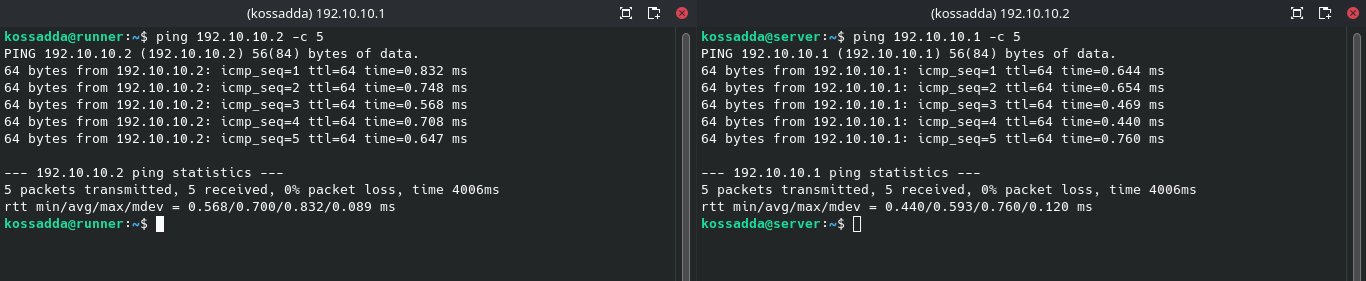 (kossadda) 192.10.10.1
kossadda@runner:~$ ping 192.10.10.2 -c 5
PING 192.10.10.2 (192.10.10.2) 56(84) bytes of data.
64 bytes from 192.10.10.2: icmp_seq=1 ttl=64 time=0.832 ms
64 bytes from 192.10.10.2: icmp_seq=2 ttl=64 time=0.748 ms
64 bytes from 192.10.10.2: icmp_seq=3 ttl=64 time=0.568 ms
64 bytes from 192.10.10.2: icmp_seq=4 ttl=64 time=0.708 ms
64 bytes from 192.10.10.2: icmp_seq=5 ttl=64 time=0.647 ms
--- 192.10.10.2 ping statistics ---
5 packets transmitted, 5 received, 0% packet loss, time 4006ms
rtt min/avg/max/mdev = 0.568/0.700/0.832/0.089 ms
kossadda@runner:~$
(kossadda) 192.10.10.2
kossadda@server:~$ ping 192.10.10.1 -c 5
PING 192.10.10.1 (192.10.10.1) 56(84) bytes of data.
64 bytes from 192.10.10.1: icmp_seq=1 ttl=64 time=0.644 ms
64 bytes from 192.10.10.1: icmp_seq=2 ttl=64 time=0.654 ms
64 bytes from 192.10.10.1: icmp_seq=3 ttl=64 time=0.469 ms
64 bytes from 192.10.10.1: icmp_seq=4 ttl=64 time=0.440 ms
64 bytes from 192.10.10.1: icmp_seq=5 ttl=64 time=0.760 ms
--- 192.10.10.1 ping statistics ---
5 packets transmitted, 5 received, 0% packet loss, time 4006ms
rtt min/avg/max/mdev = 0.440/0.593/0.760/0.120 ms
kossadda@server:~$